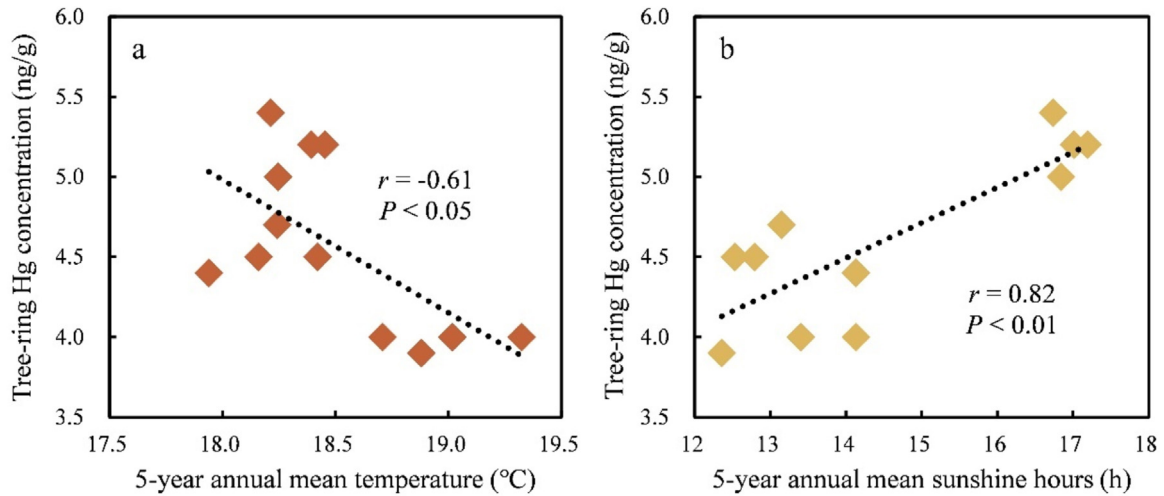 a
Tree-ring Hg concentration (ng/g)
6.0
5.5
5.0
4.5
4.0
3.5
r = -0.61
P < 0.05
17.5 18.0 18.5 19.0 19.5
5-year annual mean temperature (℃)
b
Tree-ring Hg concentration (ng/g)
6.0
5.5
5.0
4.5
4.0
3.5
r = 0.82
P < 0.01
12 13 14 15 16 17 18
5-year annual mean sunshine hours (h)